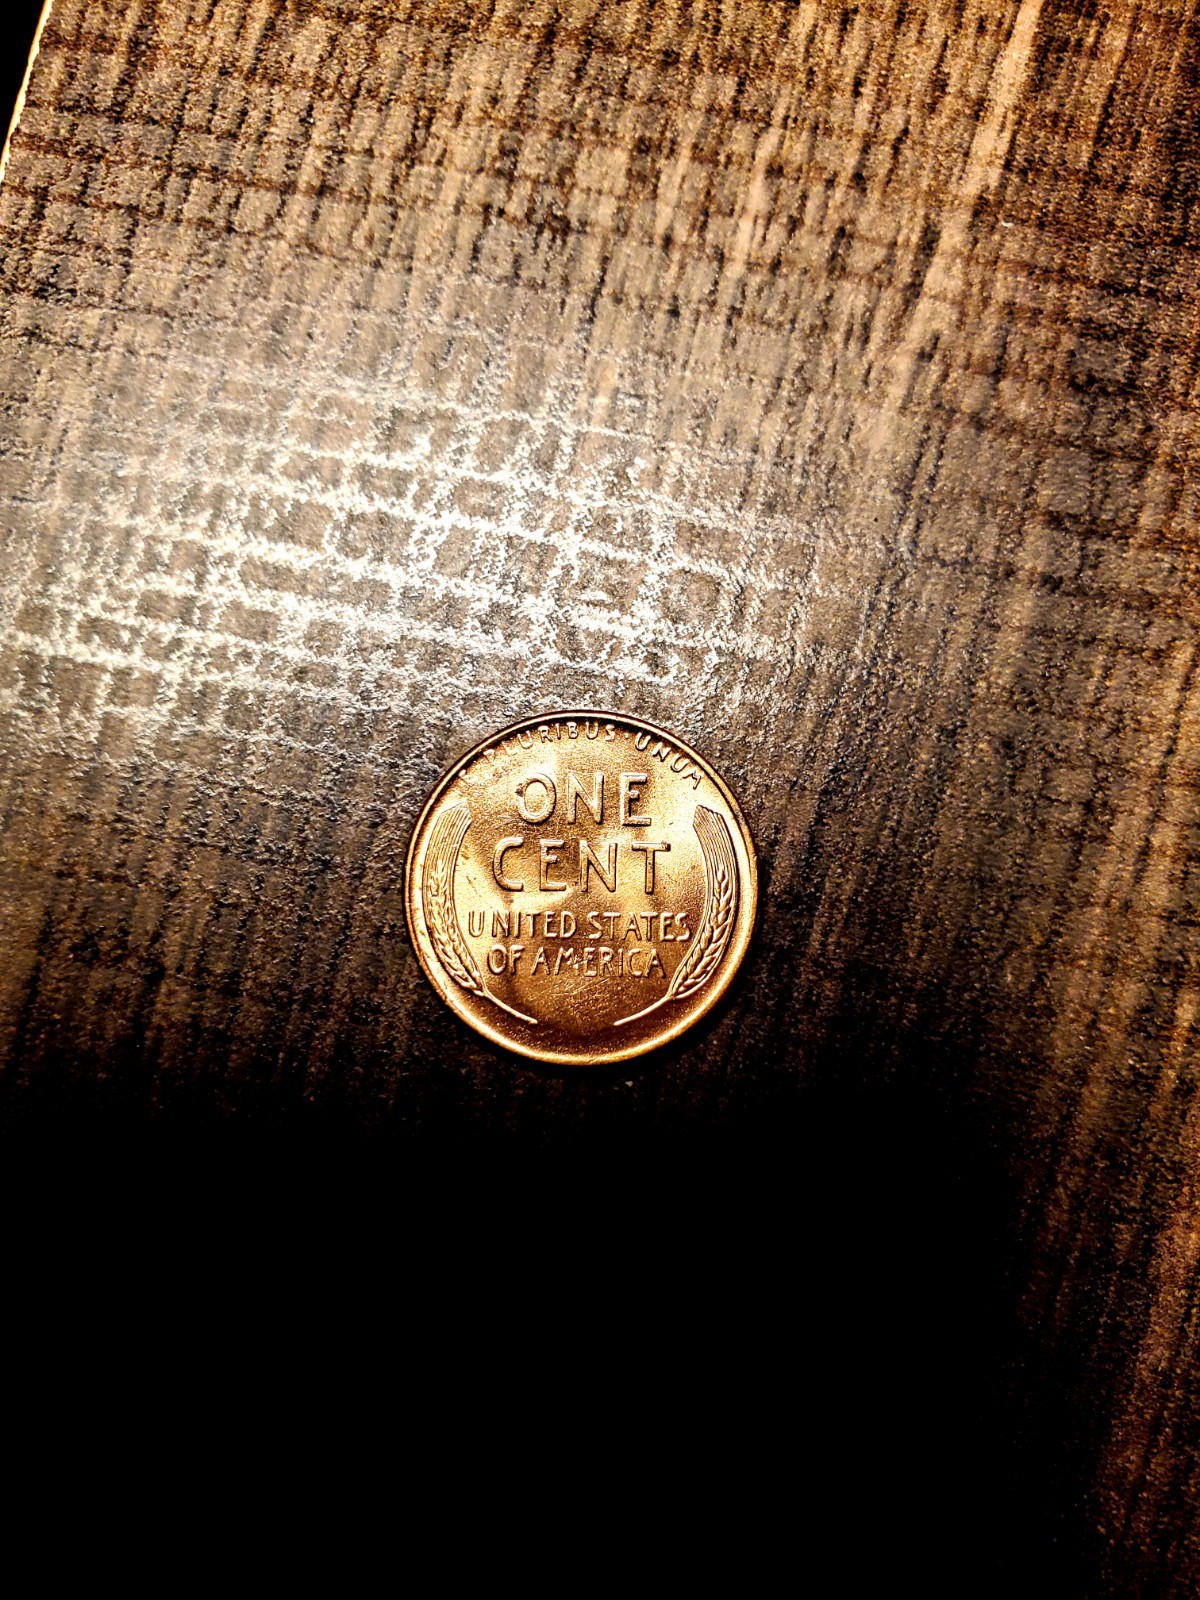 PLURIBUS UNUM
ONE
CENT
UNITED STATES
OF AMERICA